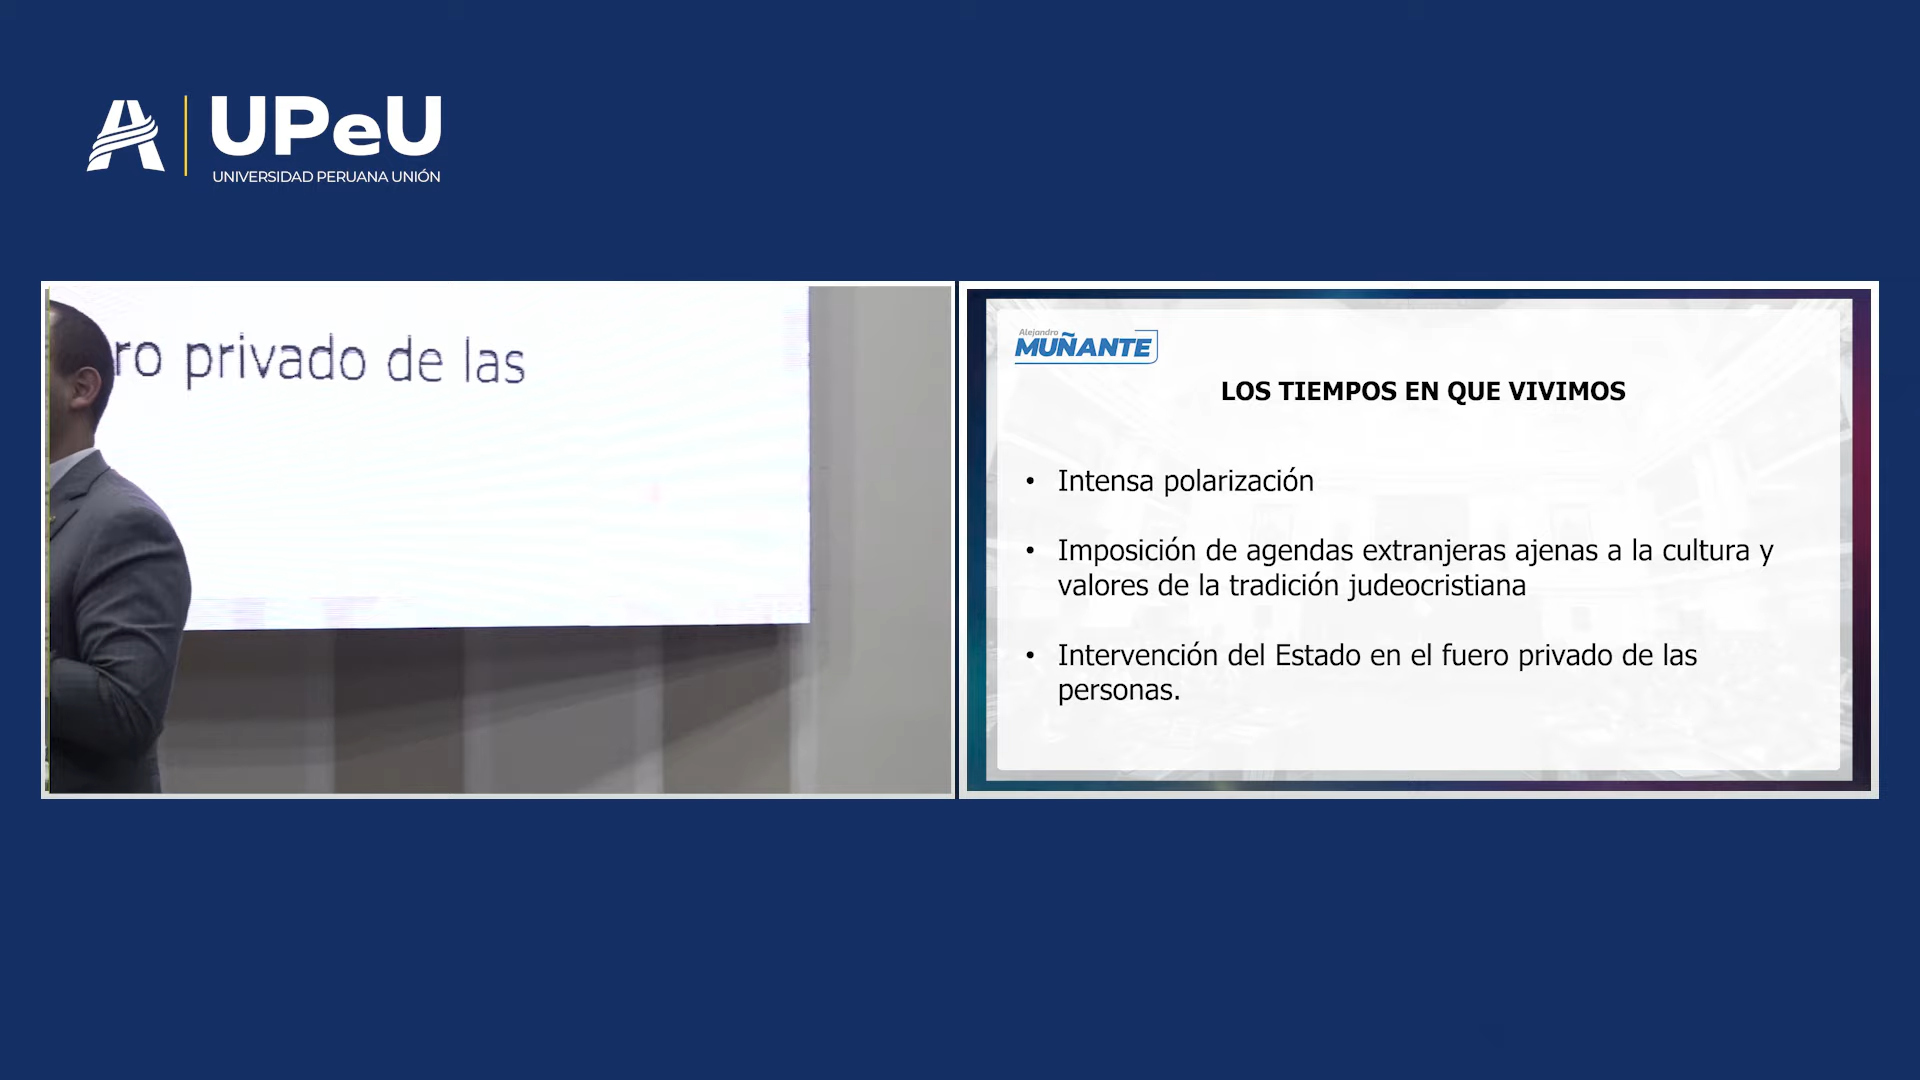 UPeU
UNIVERSIDAD PERUANA UNIÓN
ro privado de las
Alejandro
MUÑANTE
LOS TIEMPOS EN QUE VIVIMOS
• Intensa polarización
• Imposición de agendas extranjeras ajenas a la cultura y
valores de la tradición judeocristiana
• Intervención del Estado en el fuero privado de las
personas.